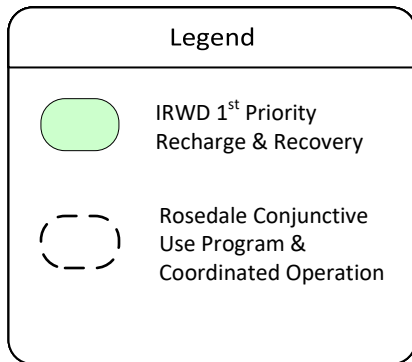 Legend
IRWD 1st Priority
Recharge & Recovery
Rosedale Conjunctive
Use Program &
Coordinated Operation